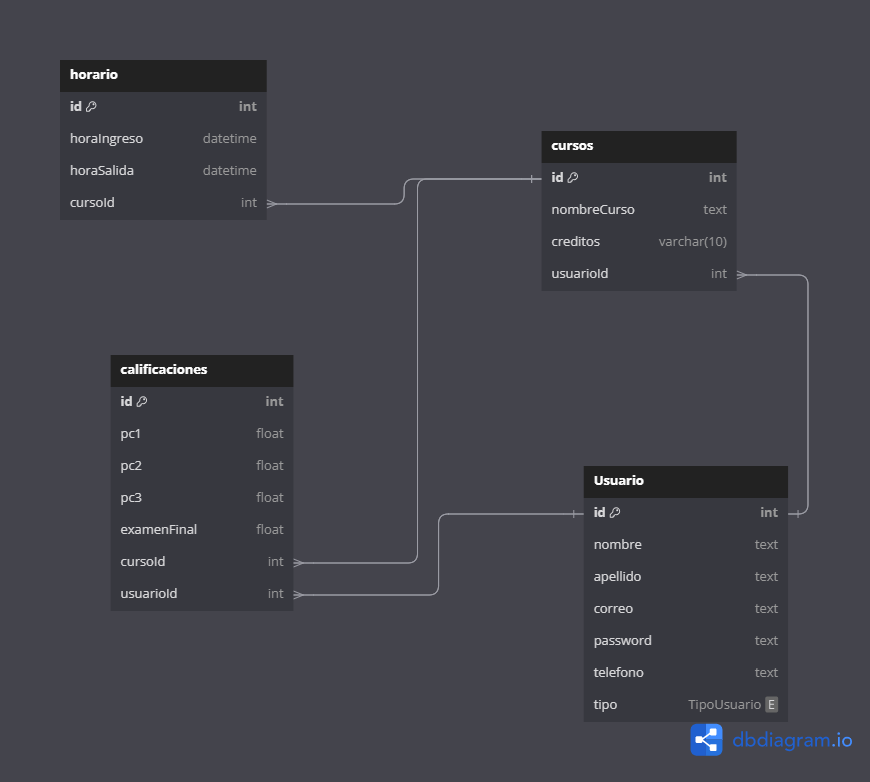 horario
id int
horaIngreso datetime
horaSalida datetime
cursoId int
cursos
id int
nombreCurso text
creditos varchar(10)
usuarioId int
calificaciones
id int
pc1 float
pc2 float
pc3 float
examenFinal float
cursoId int
usuarioId int
Usuario
id int
nombre text
apellido text
correo text
password text
telefono text
tipo TipoUsuario E
dbdiagram.io